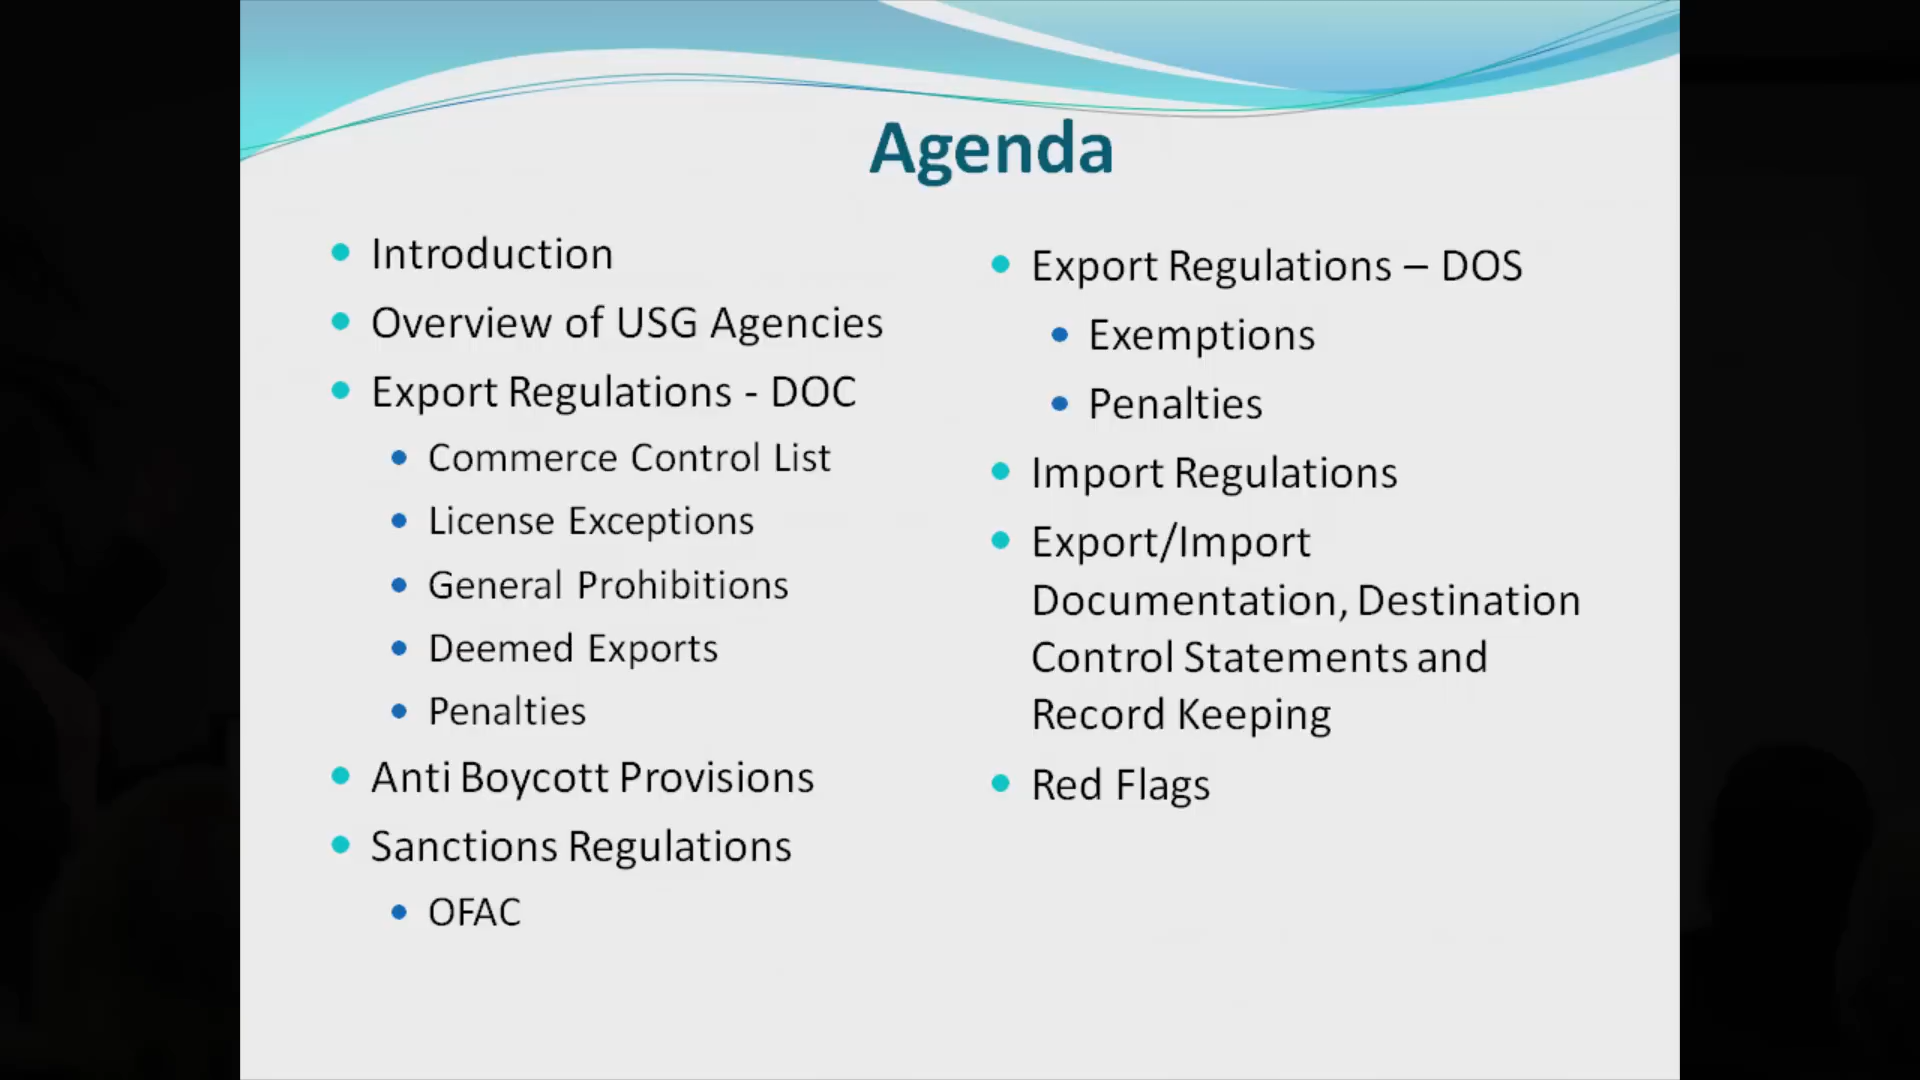 Agenda
Introduction
Overview of USG Agencies
Export Regulations - DOC
Commerce Control List
License Exceptions
General Prohibitions
Deemed Exports
Penalties
Anti Boycott Provisions
Sanctions Regulations
OFAC
Export Regulations – DOS
Exemptions
Penalties
Import Regulations
Export/Import
Documentation, Destination
Control Statements and
Record Keeping
Red Flags